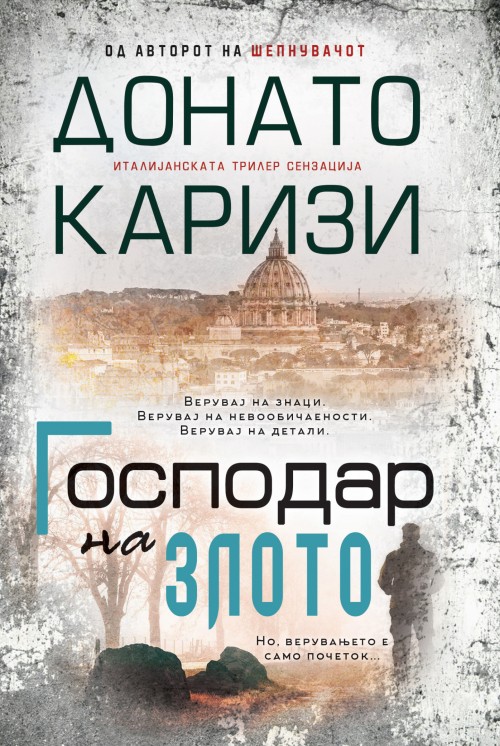 ОД АВТОРОТ НА ШЕПНУВАЧОТ
ДОНАТО
ИТАЛИЈАНСКАТА ТРИЛЕР СЕНЗАЦИЈА
КАРИЗИ
ВЕРУВАЈ НА ЗНАЦИ.
ВЕРУВАЈ НА НЕВООБИЧАЕНОСТИ.
ВЕРУВАЈ НА ДЕТАЛИ.
Господар
на ЗЛОТО
НО, ВЕРУВАЊЕТО Е
САМО ПОЧЕТОК...